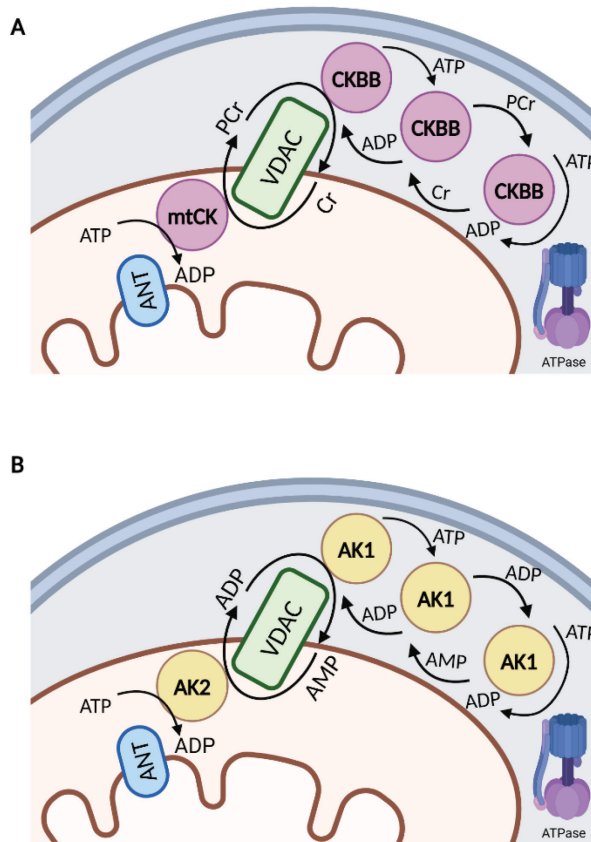 A
CKBB
ATP
PCr
PCr
CKBB
VDAC
ADP
ATP
CKBB
Cr
Cr
mtCK
ADP
ATP
ADP
ANT
ATPase
B
AK1
ATP
ADP
ADP
AK1
VDAC
ADP
ATP
AMP
AK1
AMP
AK2
ADP
ATP
ADP
ANT
ATPase